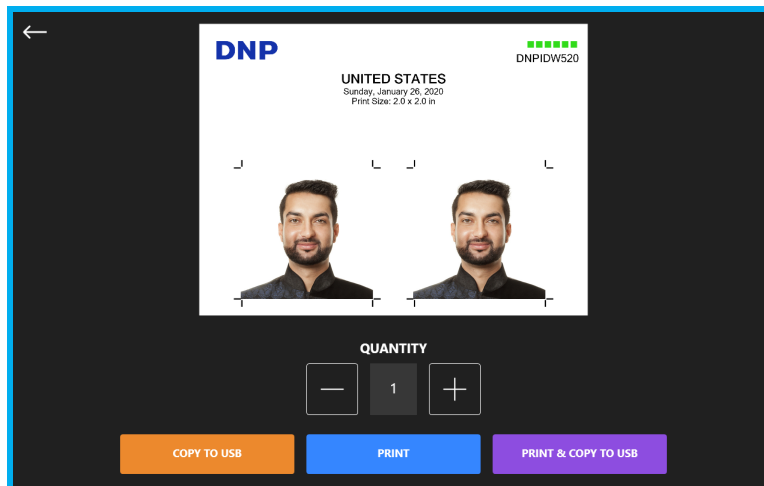 DNP
DNPIDW520
UNITED STATES
Sunday, January 26, 2020
Print Size: 2.0 x 2.0 in
QUANTITY
1
COPY TO USB
PRINT
PRINT & COPY TO USB